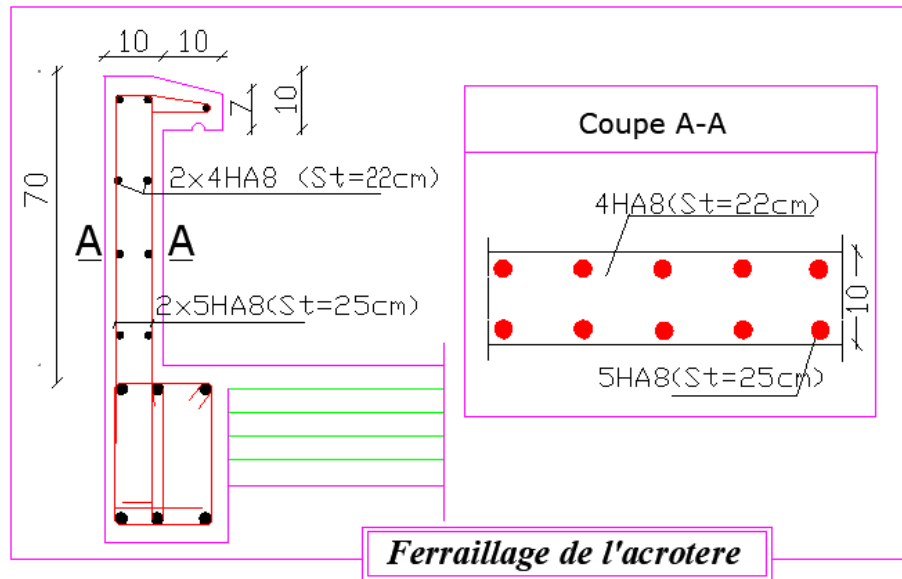 10 10
7
10
70
2x4HA8 (St=22cm)
A A
2x5HA8(St=25cm)
Coupe A-A
4HA8(St=22cm)
10
5HA8(St=25cm)
Ferraillage de l'acrotere